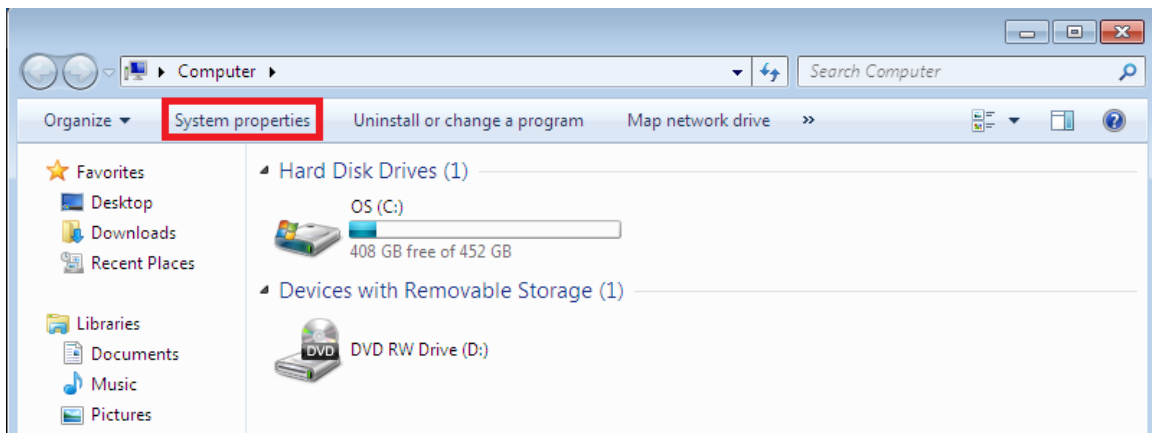 Computer
Search Computer
Organize
System properties
Uninstall or change a program
Map network drive
»
Favorites
Desktop
Downloads
Recent Places
Libraries
Documents
Music
Pictures
Hard Disk Drives (1)
OS (C:)
408 GB free of 452 GB
Devices with Removable Storage (1)
DVD
DVD RW Drive (D:)